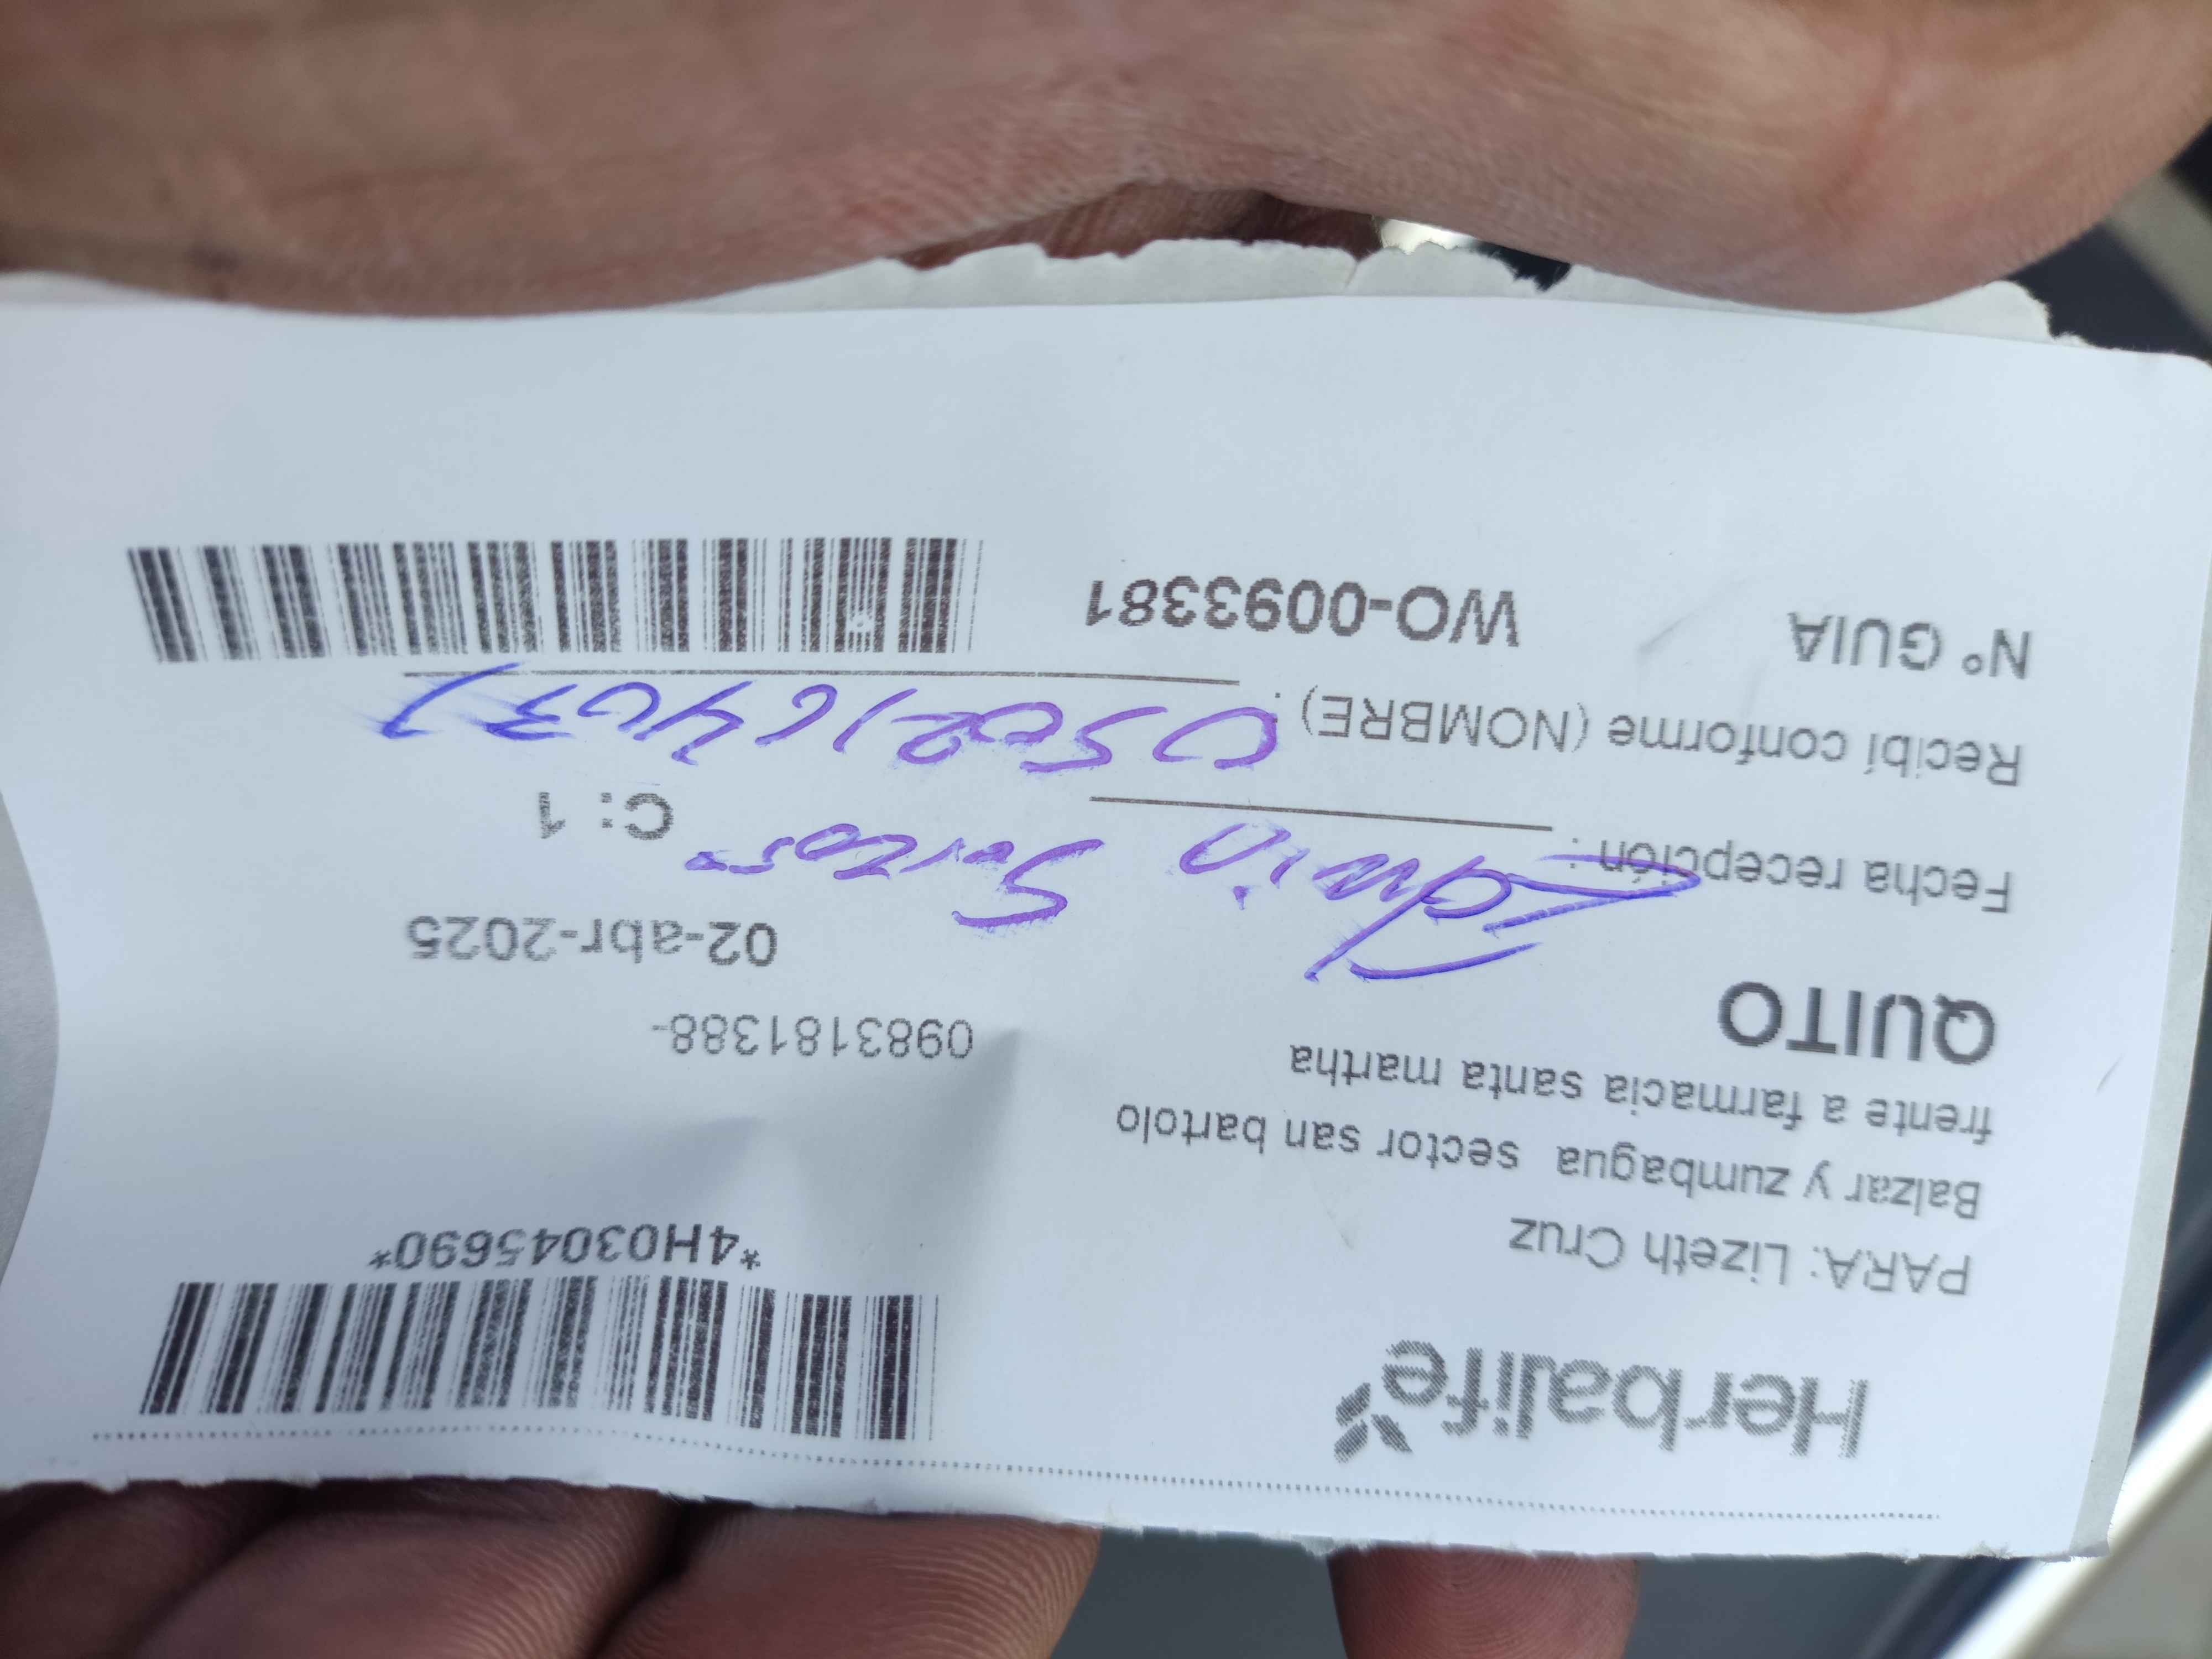 Herbalife
*4H03045690*
PARA: Lizeth Cruz
Balzar y zumbagua sector san bartolo
frente a farmacia santa martha
0983181388-
QUITO
02-abr-2025
Edwin
Fecha recepción :
C: 1
Recibí conforme (NOMBRE) :
N° GUIA WO-0093381